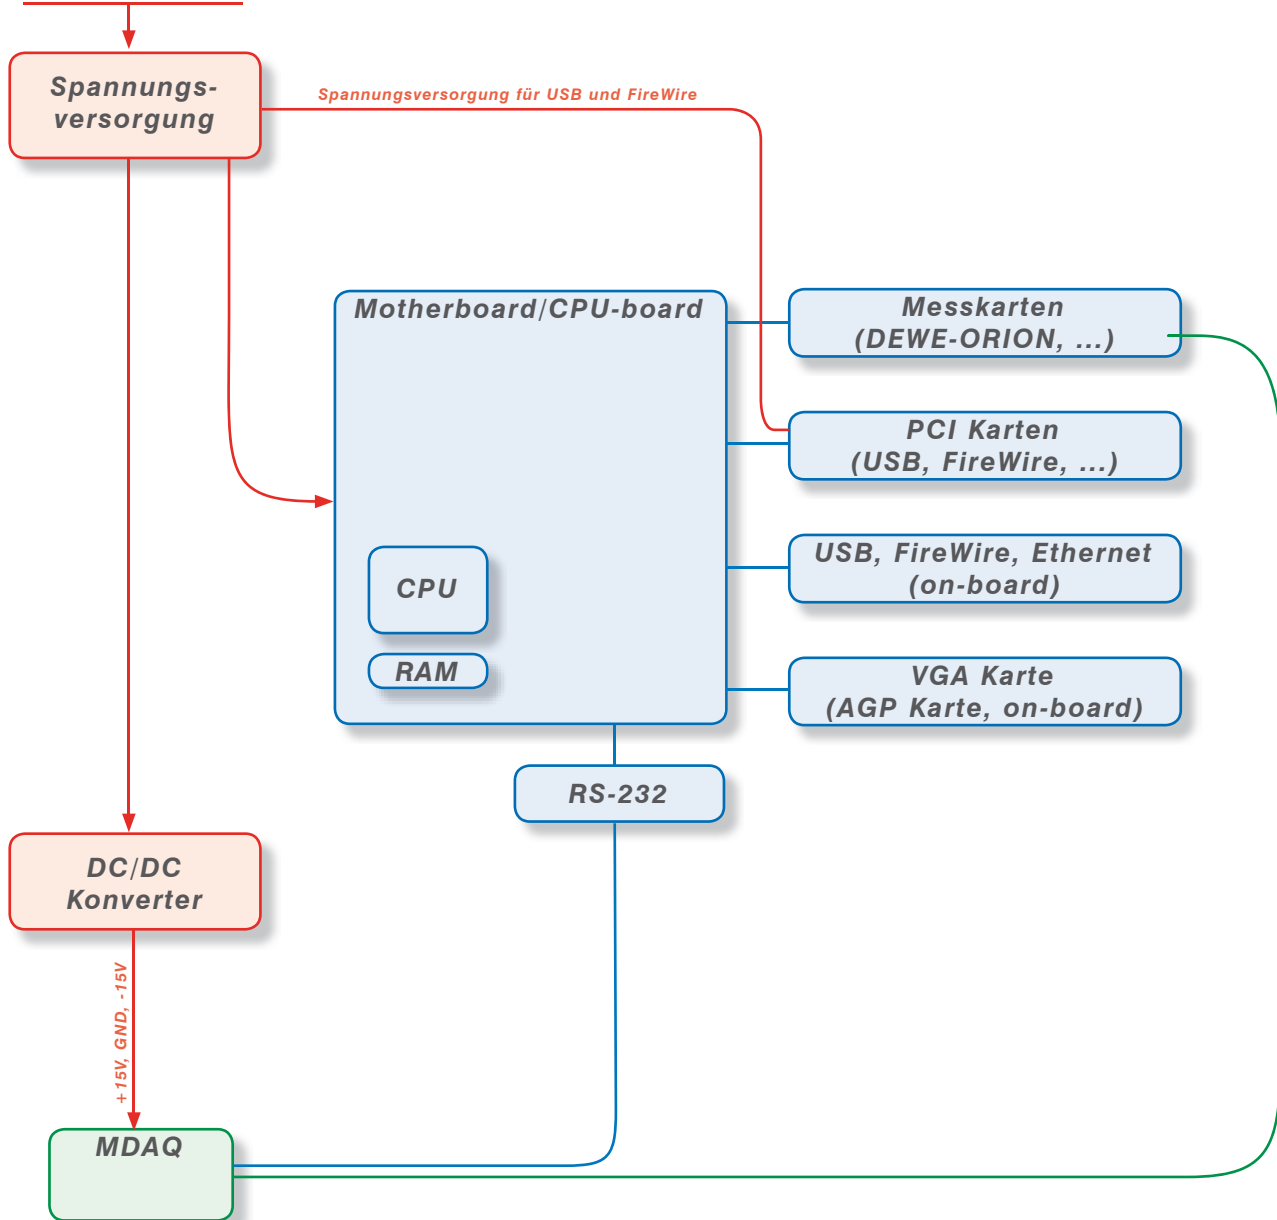 Spannungs-
versorgung
Spannungsversorgung für USB und FireWire
Motherboard/CPU-board
Messkarten
(DEWE-ORION, ...)
PCI Karten
(USB, FireWire, ...)
USB, FireWire, Ethernet
(on-board)
CPU
RAM
VGA Karte
(AGP Karte, on-board)
RS-232
DC/DC
Konverter
+15V, GND, -15V
MDAQ